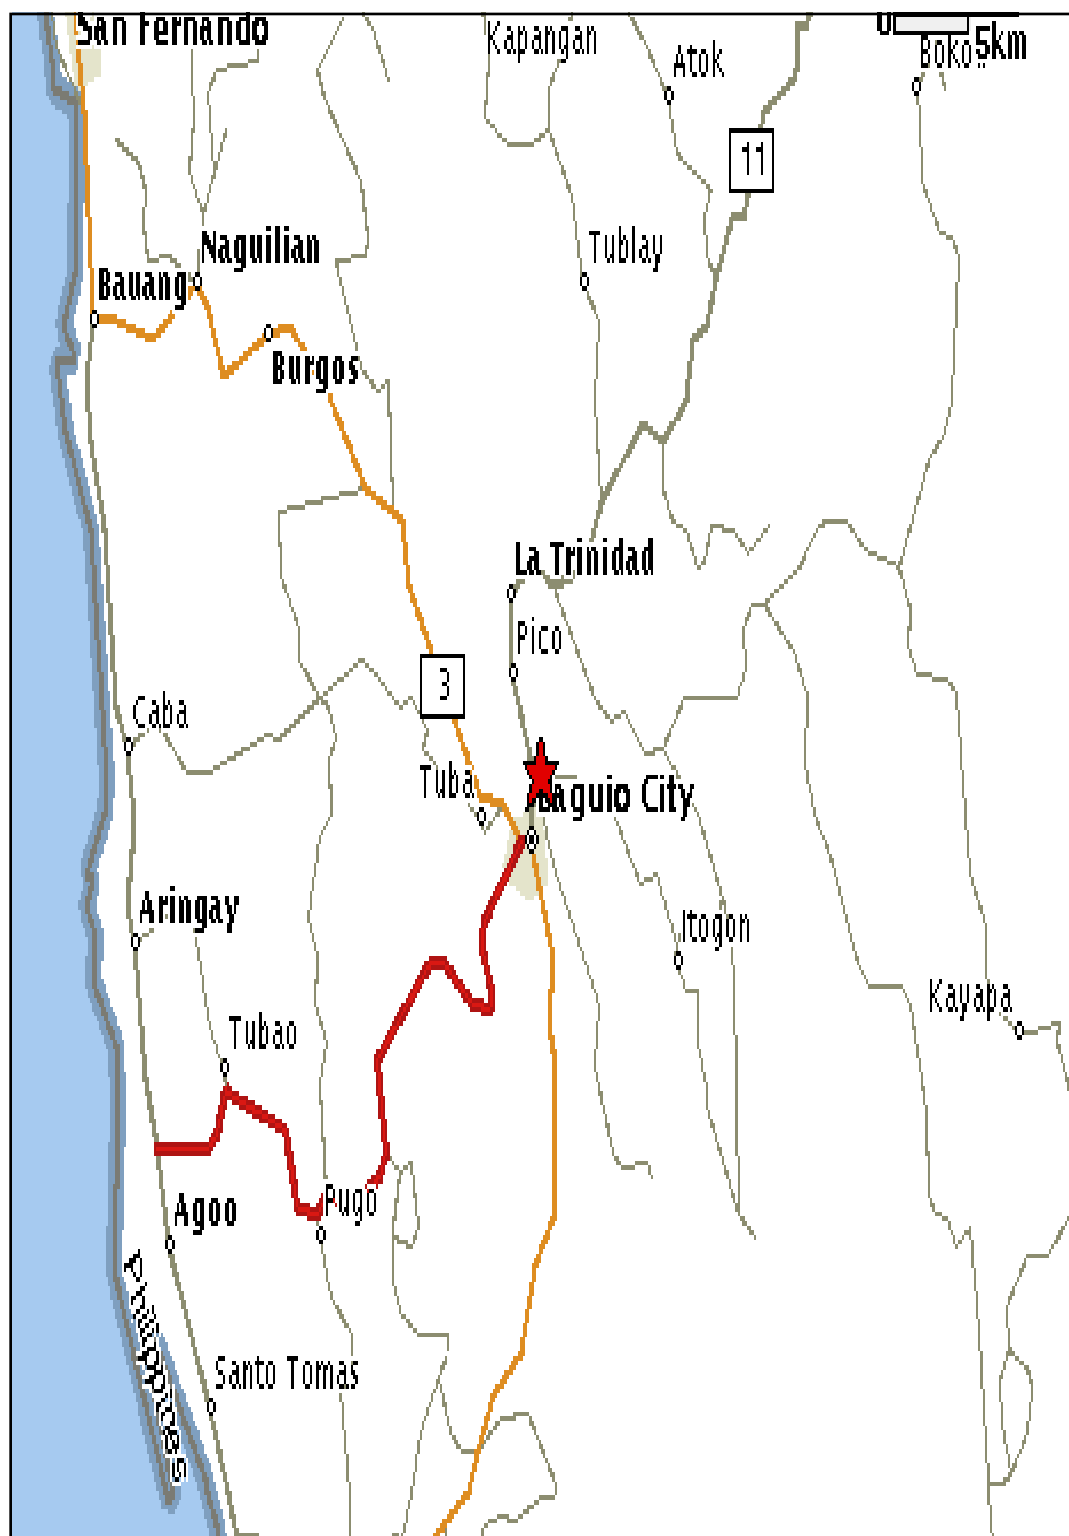 San Fernando
Kapangan
Atok
0
5km
11
Naguilian
Tublay
Bauang
Burgos
La Trinidad
Pico
3
Caba
Tuba
Baguio City
Aringay
Itogon
Kayapa
Tubao
Agoo
Pugo
Philippines
Santo Tomas